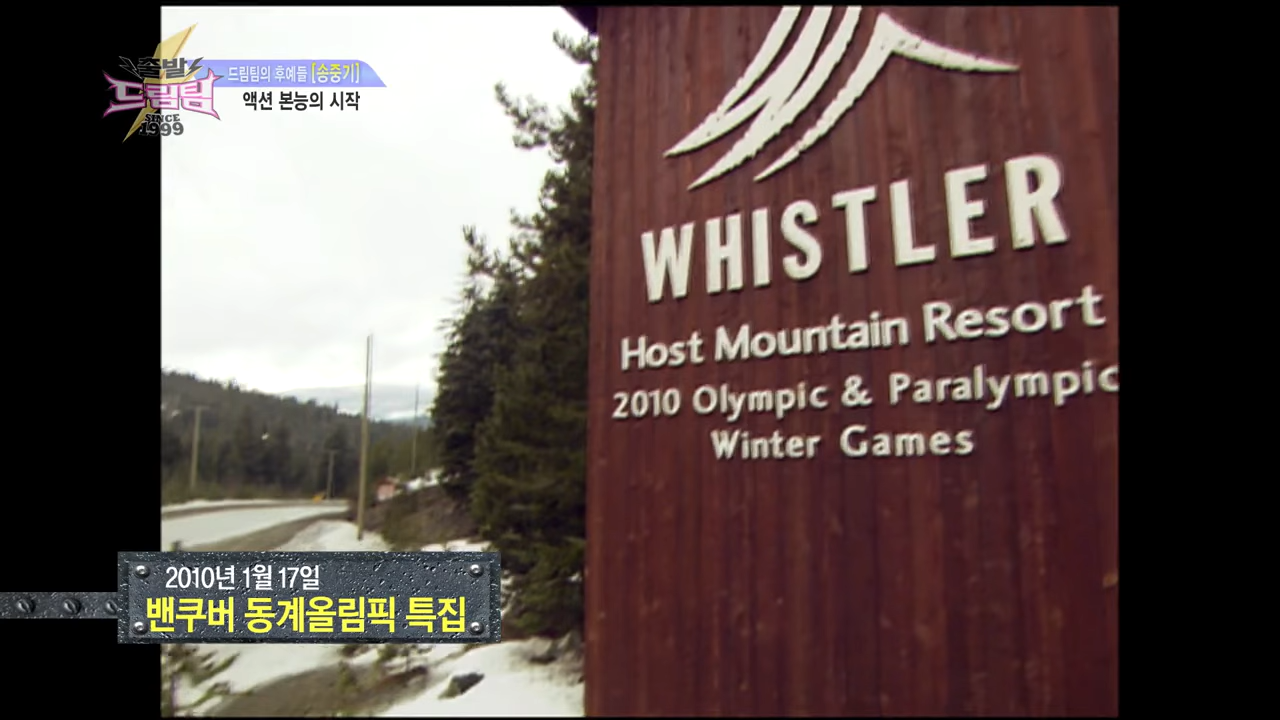 출발
드림팀
SINCE
1999
드림팀의 후예들 [송중기]
액션 본능의 시작
WHISTLER
Host Mountain Resort
2010 Olympic & Paralympic
Winter Games
2010년 1월 17일
밴쿠버 동계올림픽 특집